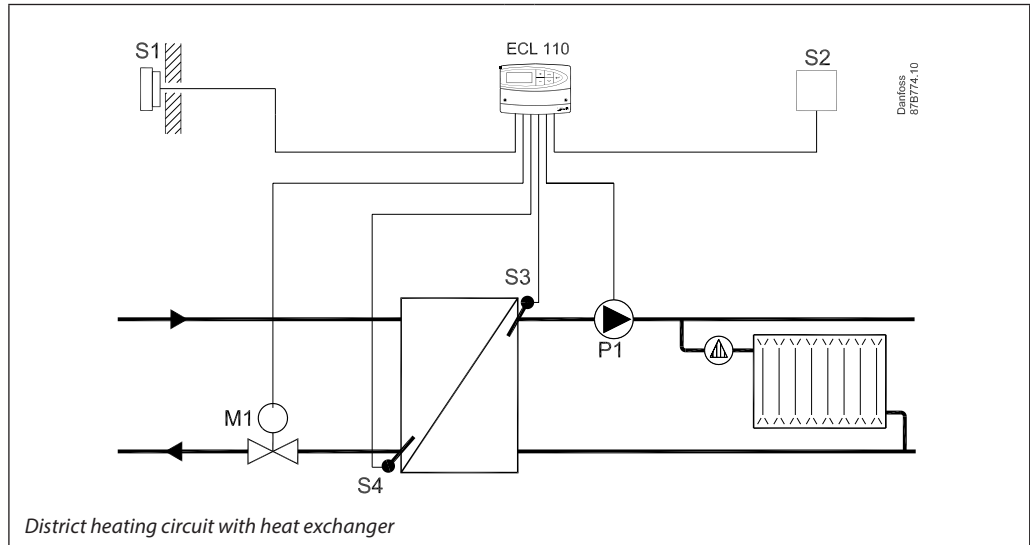 S1
ECL 110
S2
Danfoss
87B774.10
S3
P1
M1
S4
District heating circuit with heat exchanger